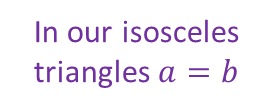 In our isosceles
triangles a = b